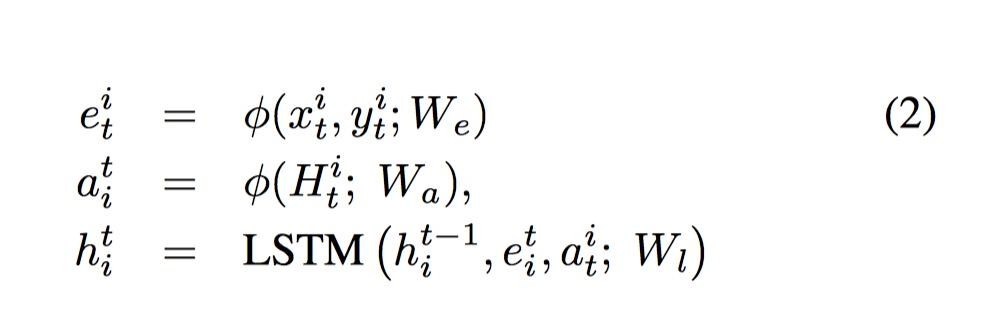 e_t^i = ϕ(x_t^i, y_t^i; W_e) (2)
a_i^t = ϕ(H_t^i; W_a),
h_i^t = LSTM (h_i^{t−1}, e_i^t, a_t^i; W_l)